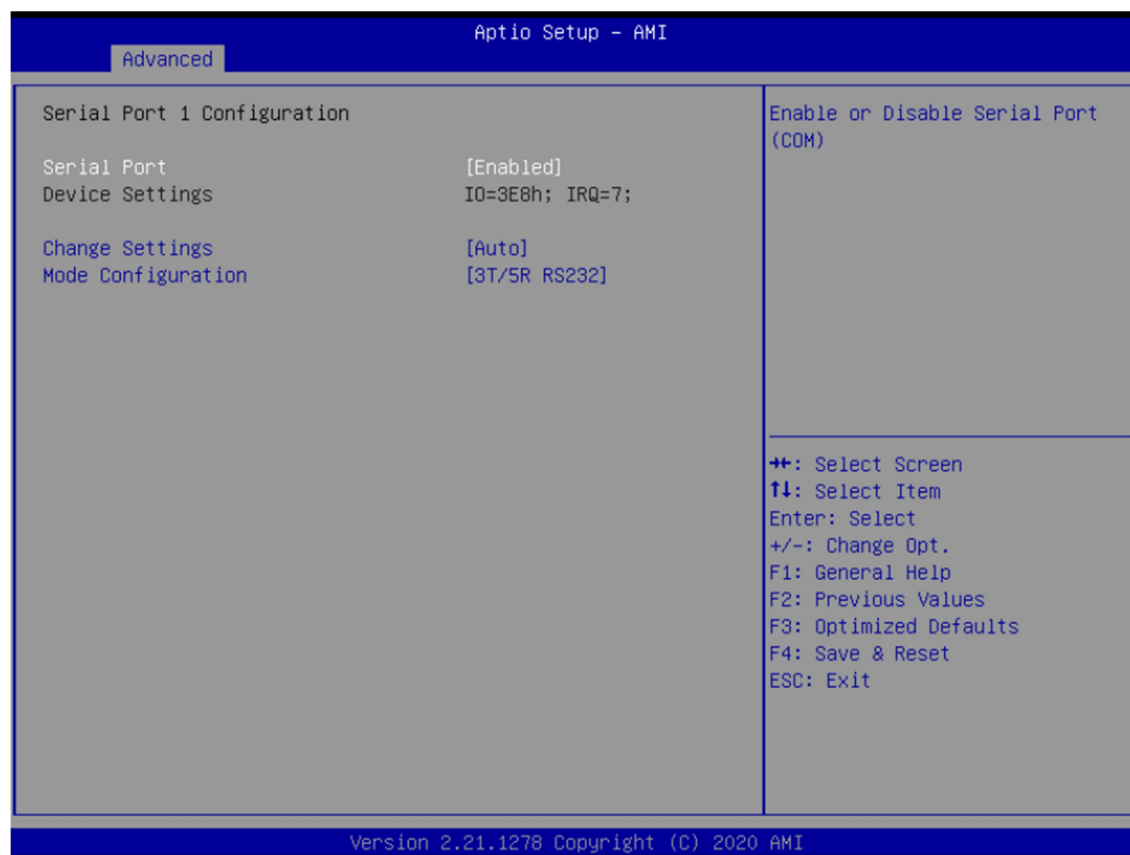 Aptio Setup – AMI
Advanced
Serial Port 1 Configuration
Serial Port [Enabled]
Device Settings IO=3E8h; IRQ=7;
Change Settings [Auto]
Mode Configuration [3T/5R RS232]
Enable or Disable Serial Port
(COM)
→←: Select Screen
↑↓: Select Item
Enter: Select
+/-: Change Opt.
F1: General Help
F2: Previous Values
F3: Optimized Defaults
F4: Save & Reset
ESC: Exit
Version 2.21.1278 Copyright (C) 2020 AMI